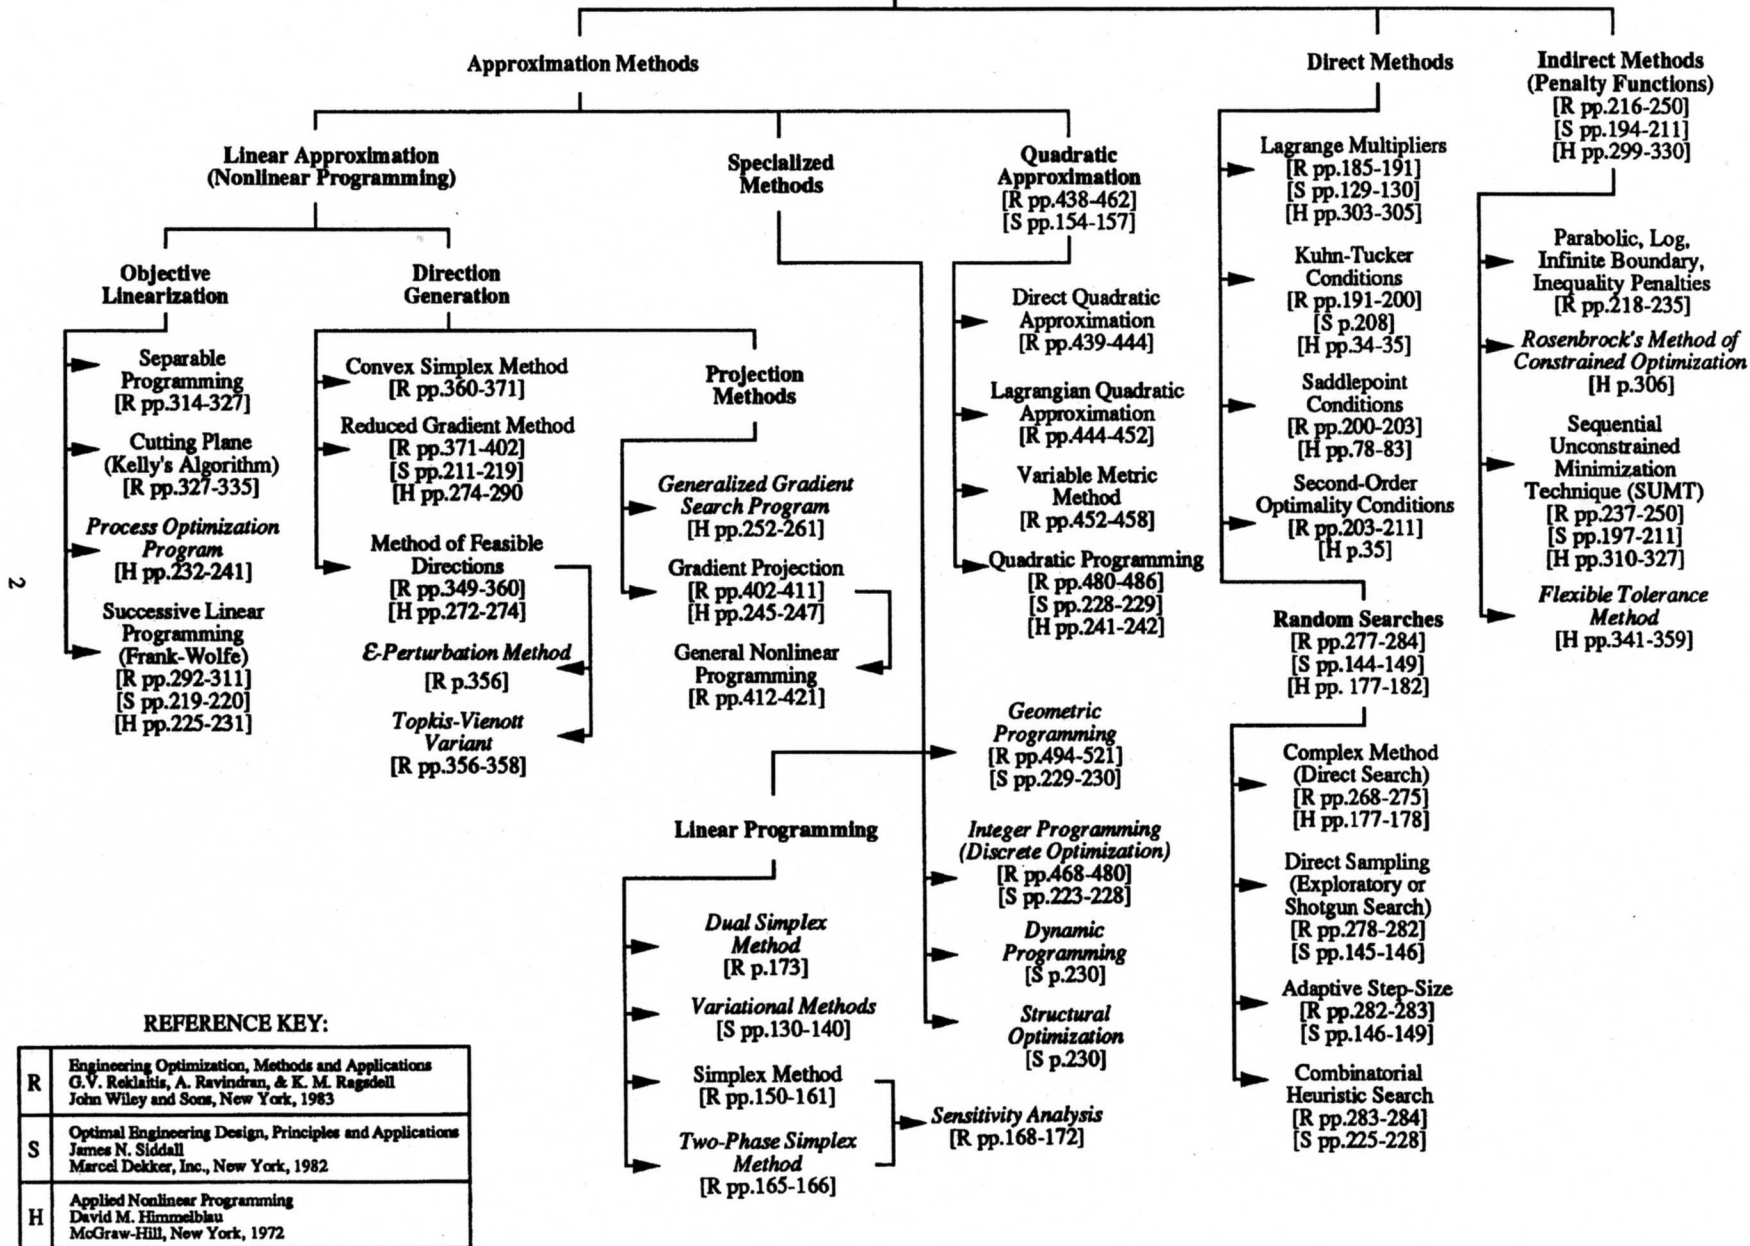 Approximation Methods
Direct Methods
Indirect Methods
(Penalty Functions)
[R pp.216-250]
[S pp.194-211]
[H pp.299-330]
Linear Approximation
(Nonlinear Programming)
Specialized
Methods
Quadratic
Approximation
[R pp.438-462]
[S pp.154-157]
Objective
Linearization
Separable
Programming
[R pp.314-327]
Cutting Plane
(Kelly's Algorithm)
[R pp.327-335]
Process Optimization
Program
[H pp.232-241]
Successive Linear
Programming
(Frank-Wolfe)
[R pp.292-311]
[S pp.219-220]
[H pp.225-231]
Direction
Generation
Convex Simplex Method
[R pp.360-371]
Reduced Gradient Method
[R pp.371-402]
[S pp.211-219]
[H pp.274-290
Method of Feasible
Directions
[R pp.349-360]
[H pp.272-274]
Ɛ-Perturbation Method
[R p.356]
Topkis-Vienott
Variant
[R pp.356-358]
Projection
Methods
Generalized Gradient
Search Program
[H pp.252-261]
Gradient Projection
[R pp.402-411]
[H pp.245-247]
General Nonlinear
Programming
[R pp.412-421]
Direct Quadratic
Approximation
[R pp.439-444]
Lagrangian Quadratic
Approximation
[R pp.444-452]
Variable Metric
Method
[R pp.452-458]
Quadratic Programming
[R pp.480-486]
[S pp.228-229]
[H pp.241-242]
Geometric
Programming
[R pp.494-521]
[S pp.229-230]
Integer Programming
(Discrete Optimization)
[R pp.468-480]
[S pp.223-228]
Dynamic
Programming
[S p.230]
Structural
Optimization
[S p.230]
Linear Programming
Dual Simplex
Method
[R p.173]
Variational Methods
[S pp.130-140]
Simplex Method
[R pp.150-161]
Two-Phase Simplex
Method
[R pp.165-166]
Sensitivity Analysis
[R pp.168-172]
Lagrange Multipliers
[R pp.185-191]
[S pp.129-130]
[H pp.303-305]
Kuhn-Tucker
Conditions
[R pp.191-200]
[S p.208]
[H pp.34-35]
Saddlepoint
Conditions
[R pp.200-203]
[H pp.78-83]
Second-Order
Optimality Conditions
[R pp.203-211]
[H p.35]
Random Searches
[R pp.277-284]
[S pp.144-149]
[H pp. 177-182]
Complex Method
(Direct Search)
[R pp.268-275]
[H pp.177-178]
Direct Sampling
(Exploratory or
Shotgun Search)
[R pp.278-282]
[S pp.145-146]
Adaptive Step-Size
[R pp.282-283]
[S pp.146-149]
Combinatorial
Heuristic Search
[R pp.283-284]
[S pp.225-228]
Parabolic, Log,
Infinite Boundary,
Inequality Penalties
[R pp.218-235]
Rosenbrock's Method of
Constrained Optimization
[H p.306]
Sequential
Unconstrained
Minimization
Technique (SUMT)
[R pp.237-250]
[S pp.197-211]
[H pp.310-327]
Flexible Tolerance
Method
[H pp.341-359]
2
REFERENCE KEY:
R
Engineering Optimization, Methods and Applications
G.V. Reklaitis, A. Ravindran, & K. M. Ragsdell
John Wiley and Sons, New York, 1983
S
Optimal Engineering Design, Principles and Applications
James N. Siddall
Marcel Dekker, Inc., New York, 1982
H
Applied Nonlinear Programming
David M. Himmelblau
McGraw-Hill, New York, 1972